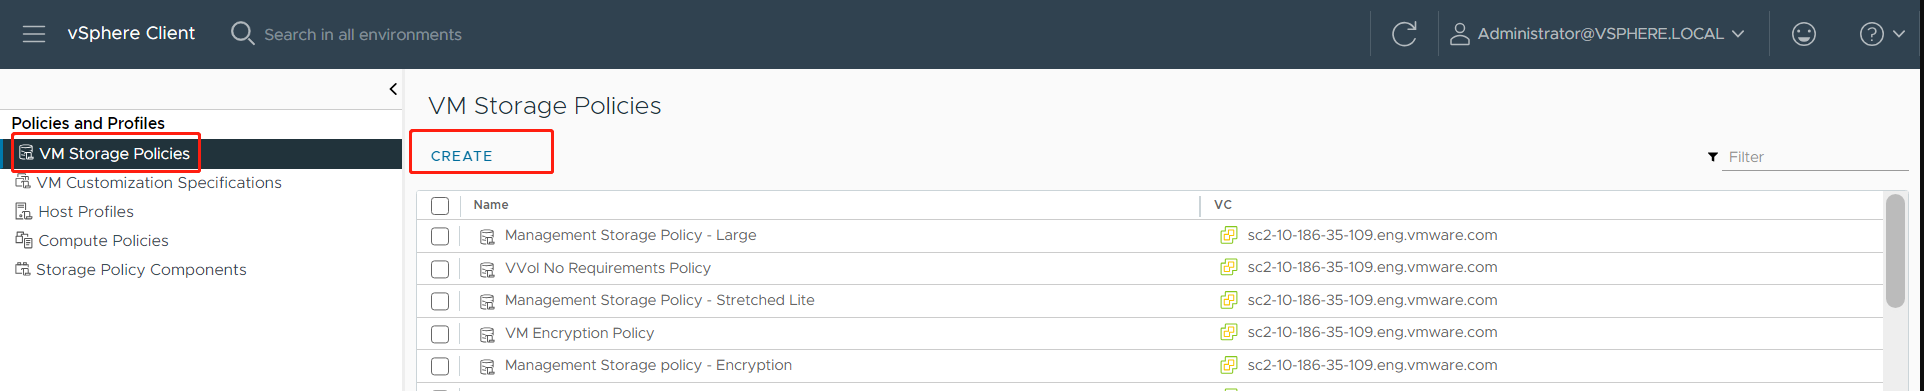 vSphere Client
Search in all environments
Administrator@VSPHERE.LOCAL
Policies and Profiles
VM Storage Policies
VM Customization Specifications
Host Profiles
Compute Policies
Storage Policy Components
VM Storage Policies
CREATE
Filter
Name VC
Management Storage Policy - Large sc2-10-186-35-109.eng.vmware.com
VVol No Requirements Policy sc2-10-186-35-109.eng.vmware.com
Management Storage Policy - Stretched Lite sc2-10-186-35-109.eng.vmware.com
VM Encryption Policy sc2-10-186-35-109.eng.vmware.com
Management Storage policy - Encryption sc2-10-186-35-109.eng.vmware.com